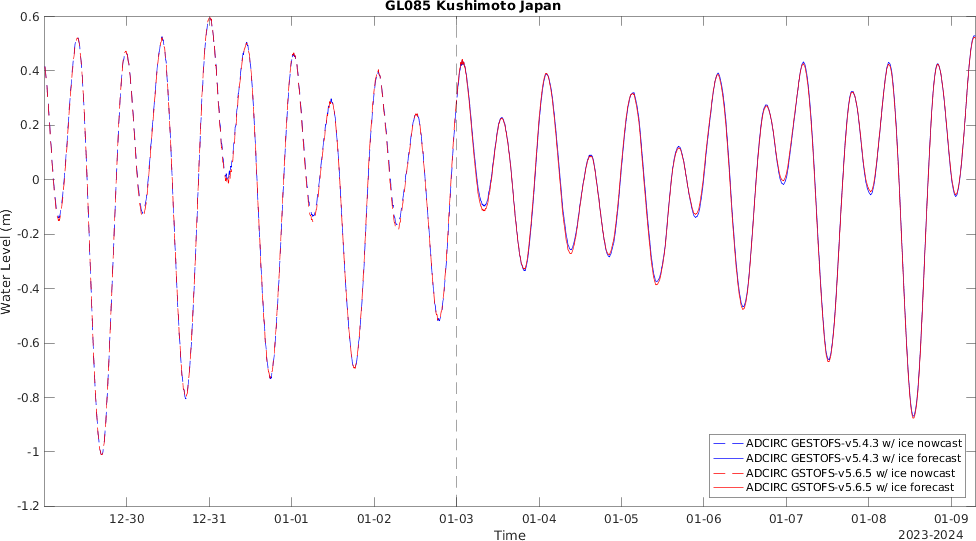 GL085 Kushimoto Japan
0.6
0.4
0.2
0
-0.2
-0.4
-0.6
-0.8
-1
-1.2
Water Level (m)
ADCIRC GESTOFS-v5.4.3 w/ ice nowcast
ADCIRC GESTOFS-v5.4.3 w/ ice forecast
ADCIRC GSTOFS-v5.6.5 w/ ice nowcast
ADCIRC GSTOFS-v5.6.5 w/ ice forecast
12-30 12-31 01-01 01-02 01-03 01-04 01-05 01-06 01-07 01-08 01-09
Time
2023-2024